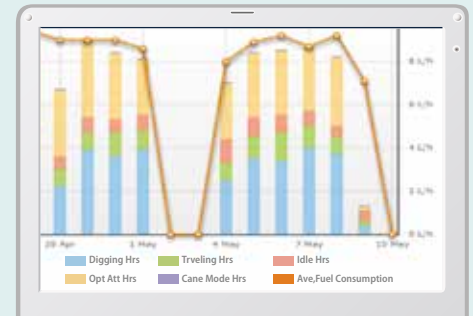 8 L/h
6 L/h
4 L/h
2 L/h
0 L/h
28 Apr 1 May 4 May 7 May 10 May
Digging Hrs Trveling Hrs Idle Hrs
Opt Att Hrs Cane Mode Hrs Ave,Fuel Consumption